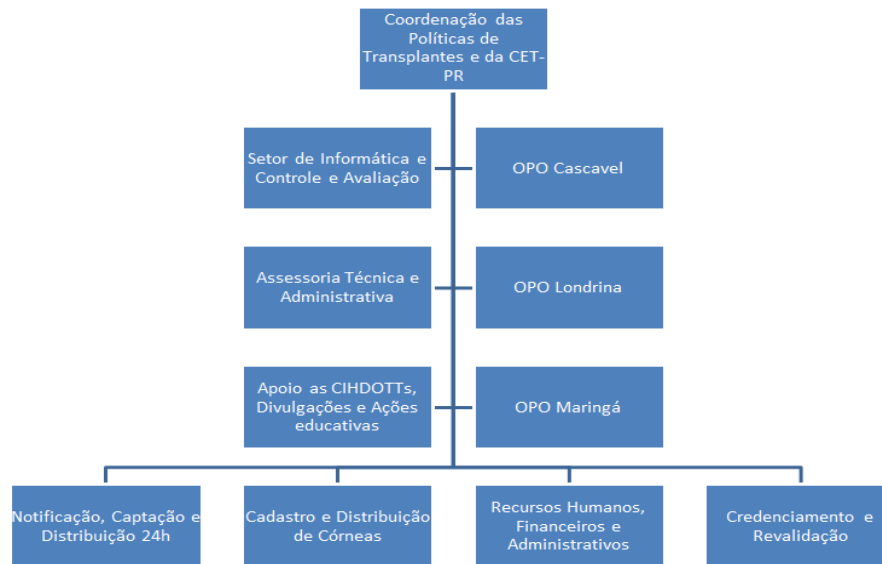 Coordenação das
Políticas de
Transplantes e da CET-
PR
Setor de Informática e
Controle e Avaliação
OPO Cascavel
Assessoria Técnica e
Administrativa
OPO Londrina
Apoio as CIHDOTTs,
Divulgações e Ações
educativas
OPO Maringá
Notificação, Captação e
Distribuição 24h
Cadastro e Distribuição
de Córneas
Recursos Humanos,
Financeiros e
Administrativos
Credenciamento e
Revalidação